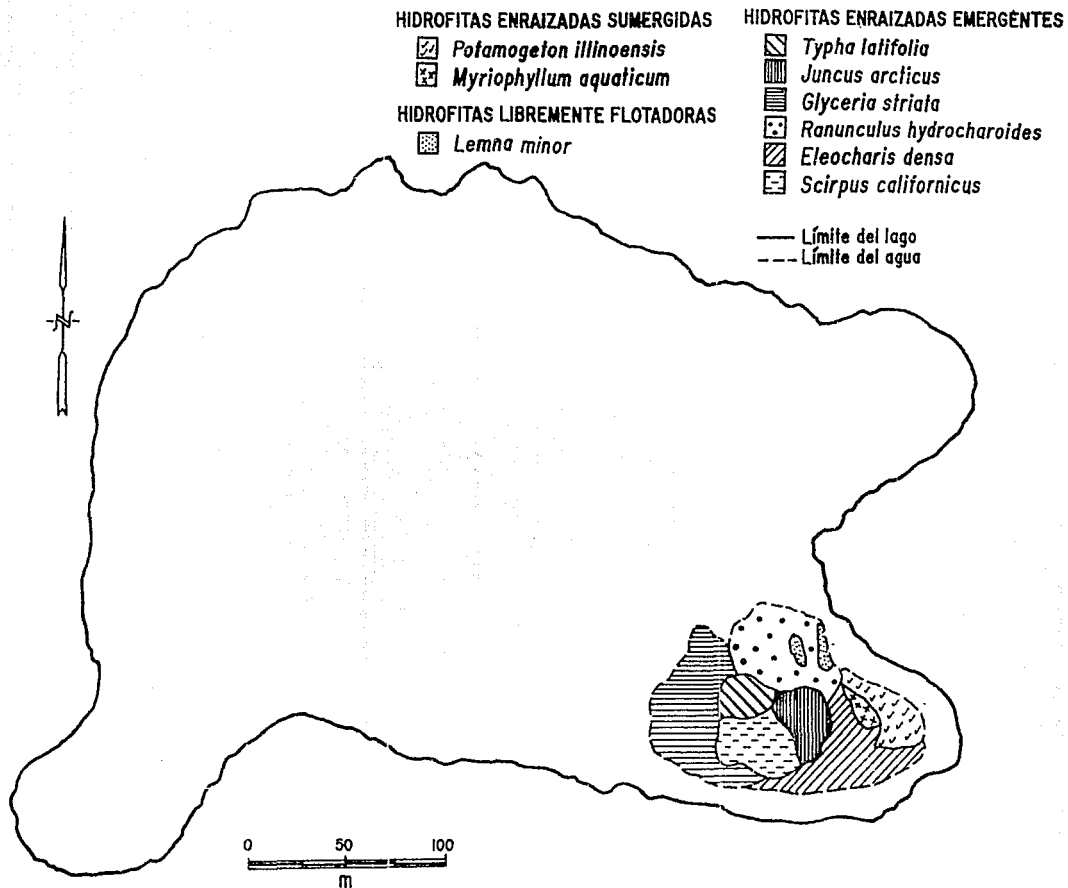 HIDROFITAS ENRAIZADAS SUMERGIDAS
Potamogeton illinoensis
Myriophyllum aquaticum
HIDROFITAS LIBREMENTE FLOTADORAS
Lemna minor
HIDROFITAS ENRAIZADAS EMERGENTES
Typha latifolia
Juncus arcticus
Glyceria striata
Ranunculus hydrocharoides
Eleocharis densa
Scirpus californicus
Límite del lago
Límite del agua
N
0 50 100
m